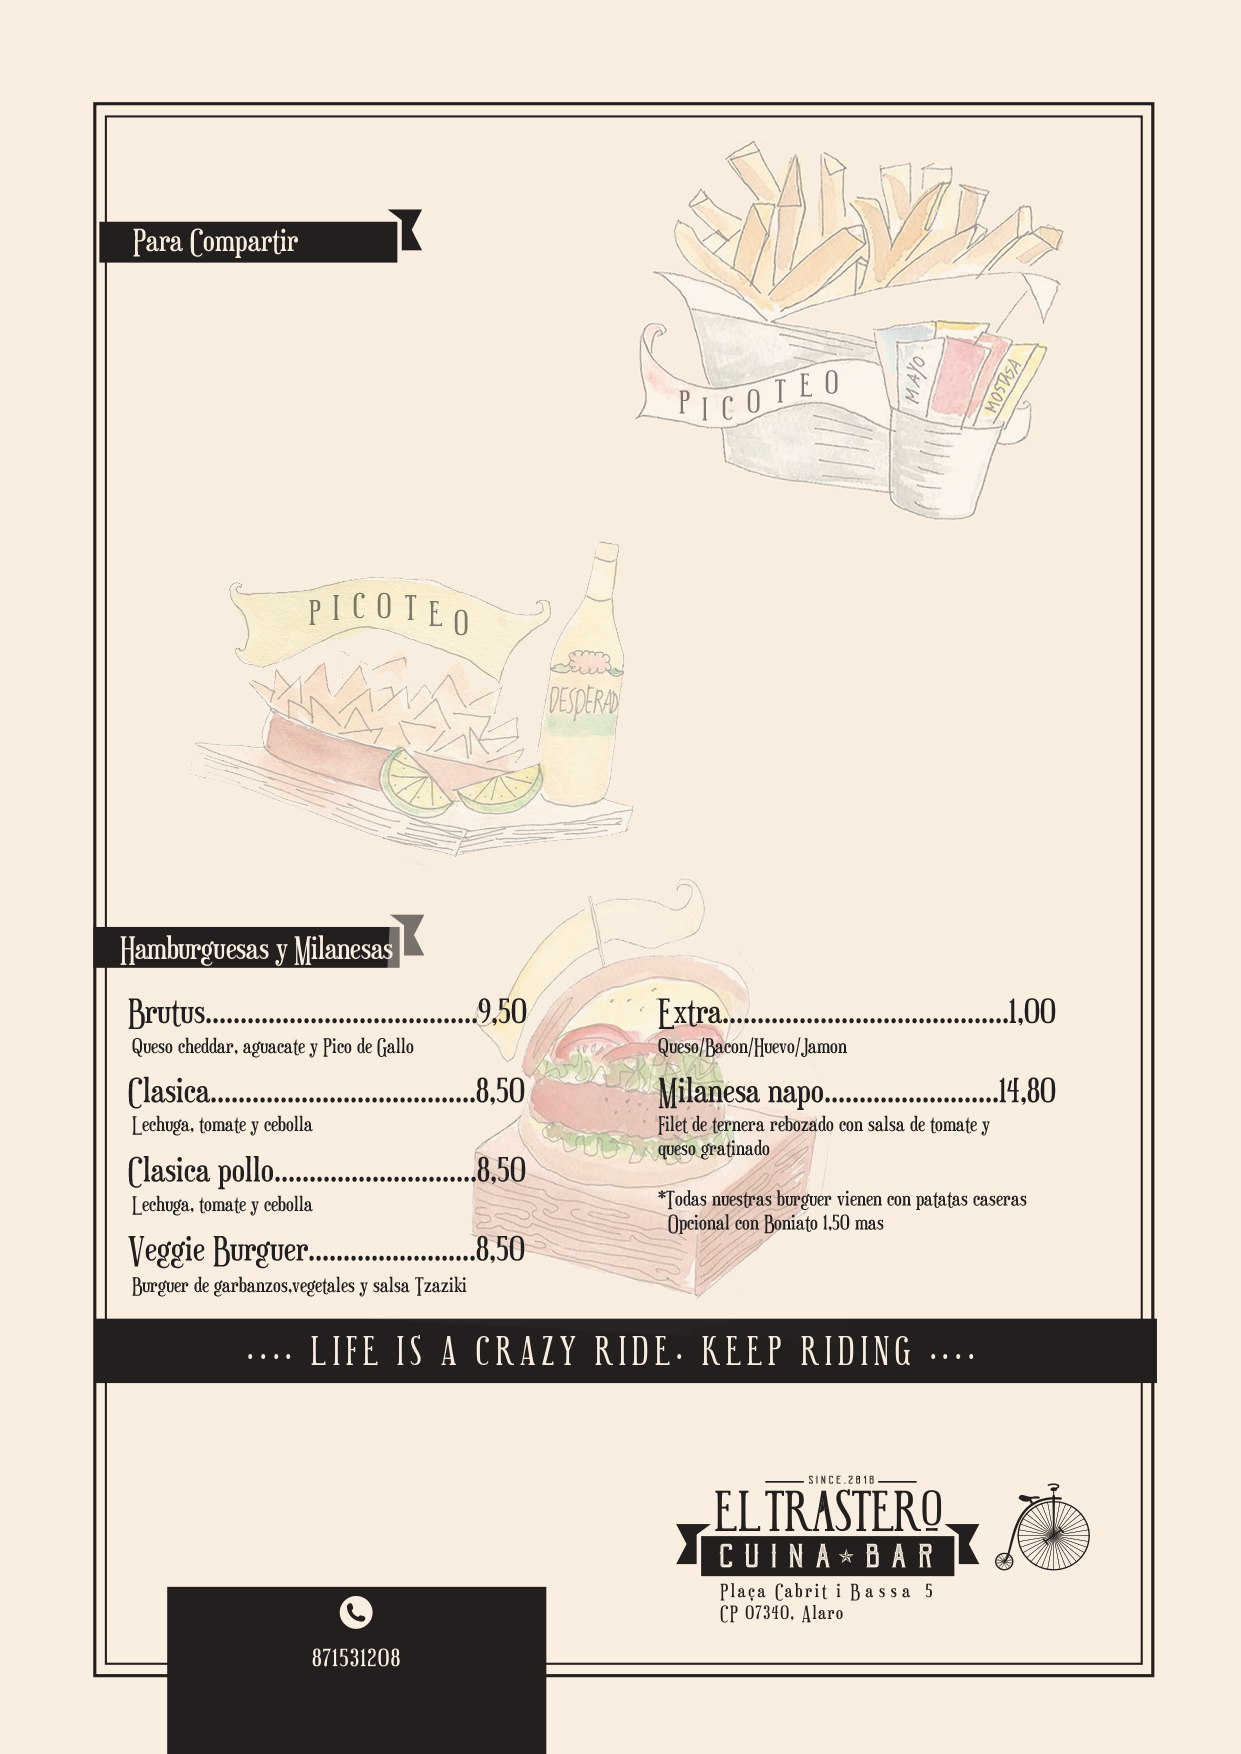 Para Compartir
PICOTEO
MAYO
MOSTASA
PICOTEO
DESPERAD
Hamburguesas y Milanesas
Brutus.......................................9,50
Queso cheddar, aguacate y Pico de Gallo
Clasica......................................8,50
Lechuga, tomate y cebolla
Clasica pollo.............................8,50
Lechuga, tomate y cebolla
Veggie Burguer........................8,50
Burguer de garbanzos,vegetales y salsa Tzaziki
Extra.........................................1,00
Queso/Bacon/Huevo/Jamon
Milanesa napo.........................14,80
Filet de ternera rebozado con salsa de tomate y
queso gratinado
*Todas nuestras burguer vienen con patatas caseras
Opcional con Boniato 1,50 mas
.... LIFE IS A CRAZY RIDE. KEEP RIDING ....
SINCE.2018
EL TRASTERO
CUINA BAR
Plaça Cabrit i Bassa 5
CP 07340, Alaro
871531208